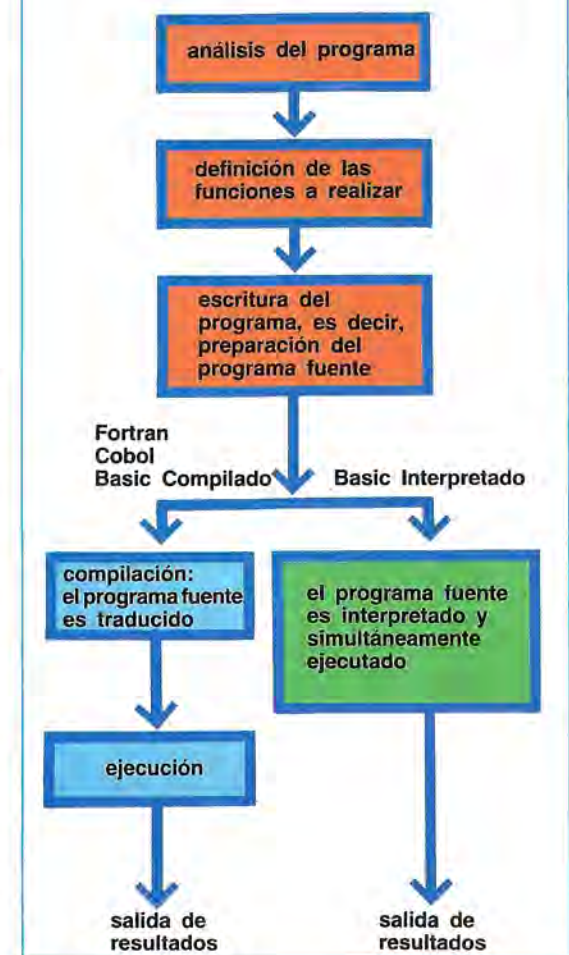 análisis del programa
definición de las
funciones a realizar
escritura del
programa, es decir,
preparación del
programa fuente
Fortran
Cobol
Basic Compilado
Basic Interpretado
compilación:
el programa fuente
es traducido
el programa fuente
es interpretado y
simultáneamente
ejecutado
ejecución
salida de
resultados
salida de
resultados